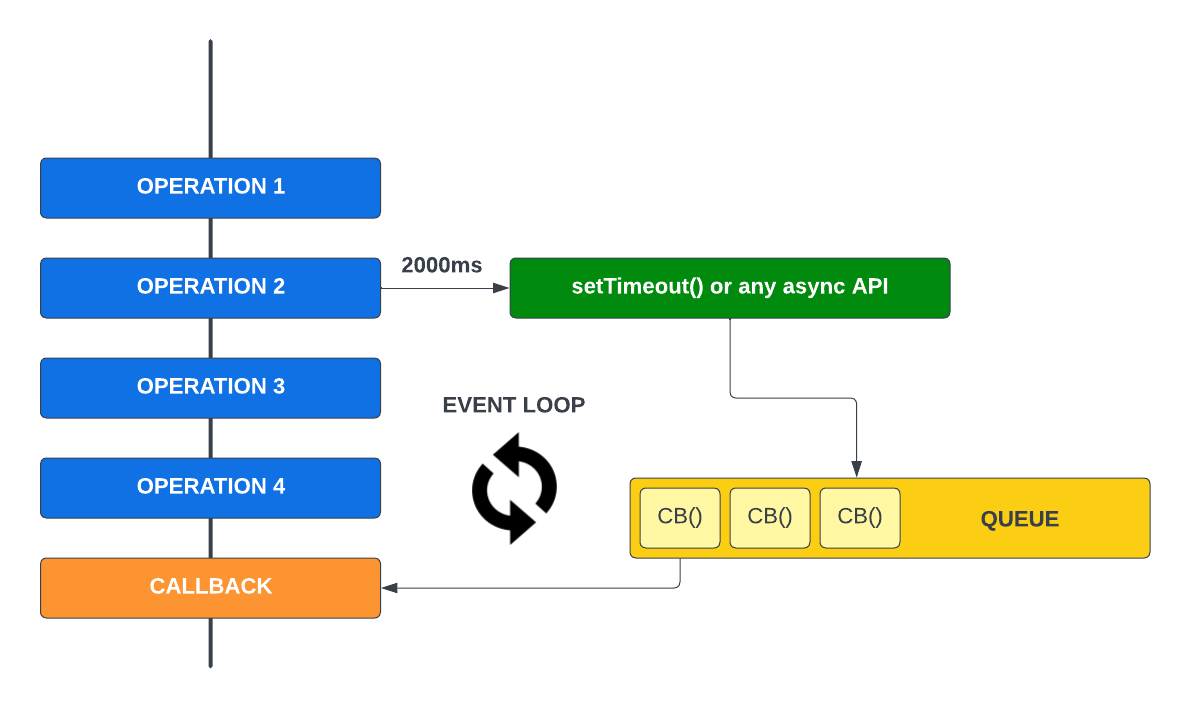 OPERATION 1
2000ms
OPERATION 2
setTimeout() or any async API
OPERATION 3
EVENT LOOP
OPERATION 4
CB()
CB()
CB()
QUEUE
CALLBACK